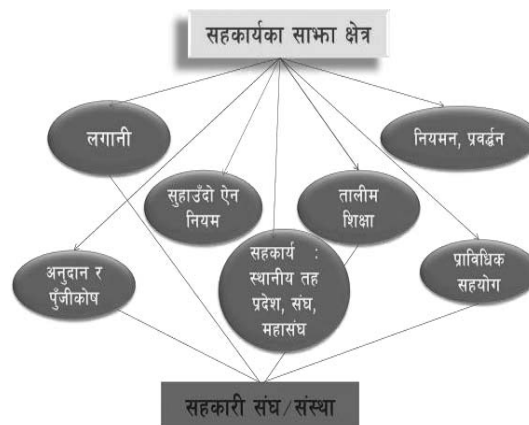 सहकार्यका साझा क्षेत्र
लगानी
नियमन, प्रवर्द्धन
सुहाउँदो ऐन
नियम
तालीम
शिक्षा
अनुदान र
पुँजीकोष
सहकार्य :
स्थानीय तह
प्रदेश, संघ,
महासंघ
प्राविधिक
सहयोग
सहकारी संघ/संस्था